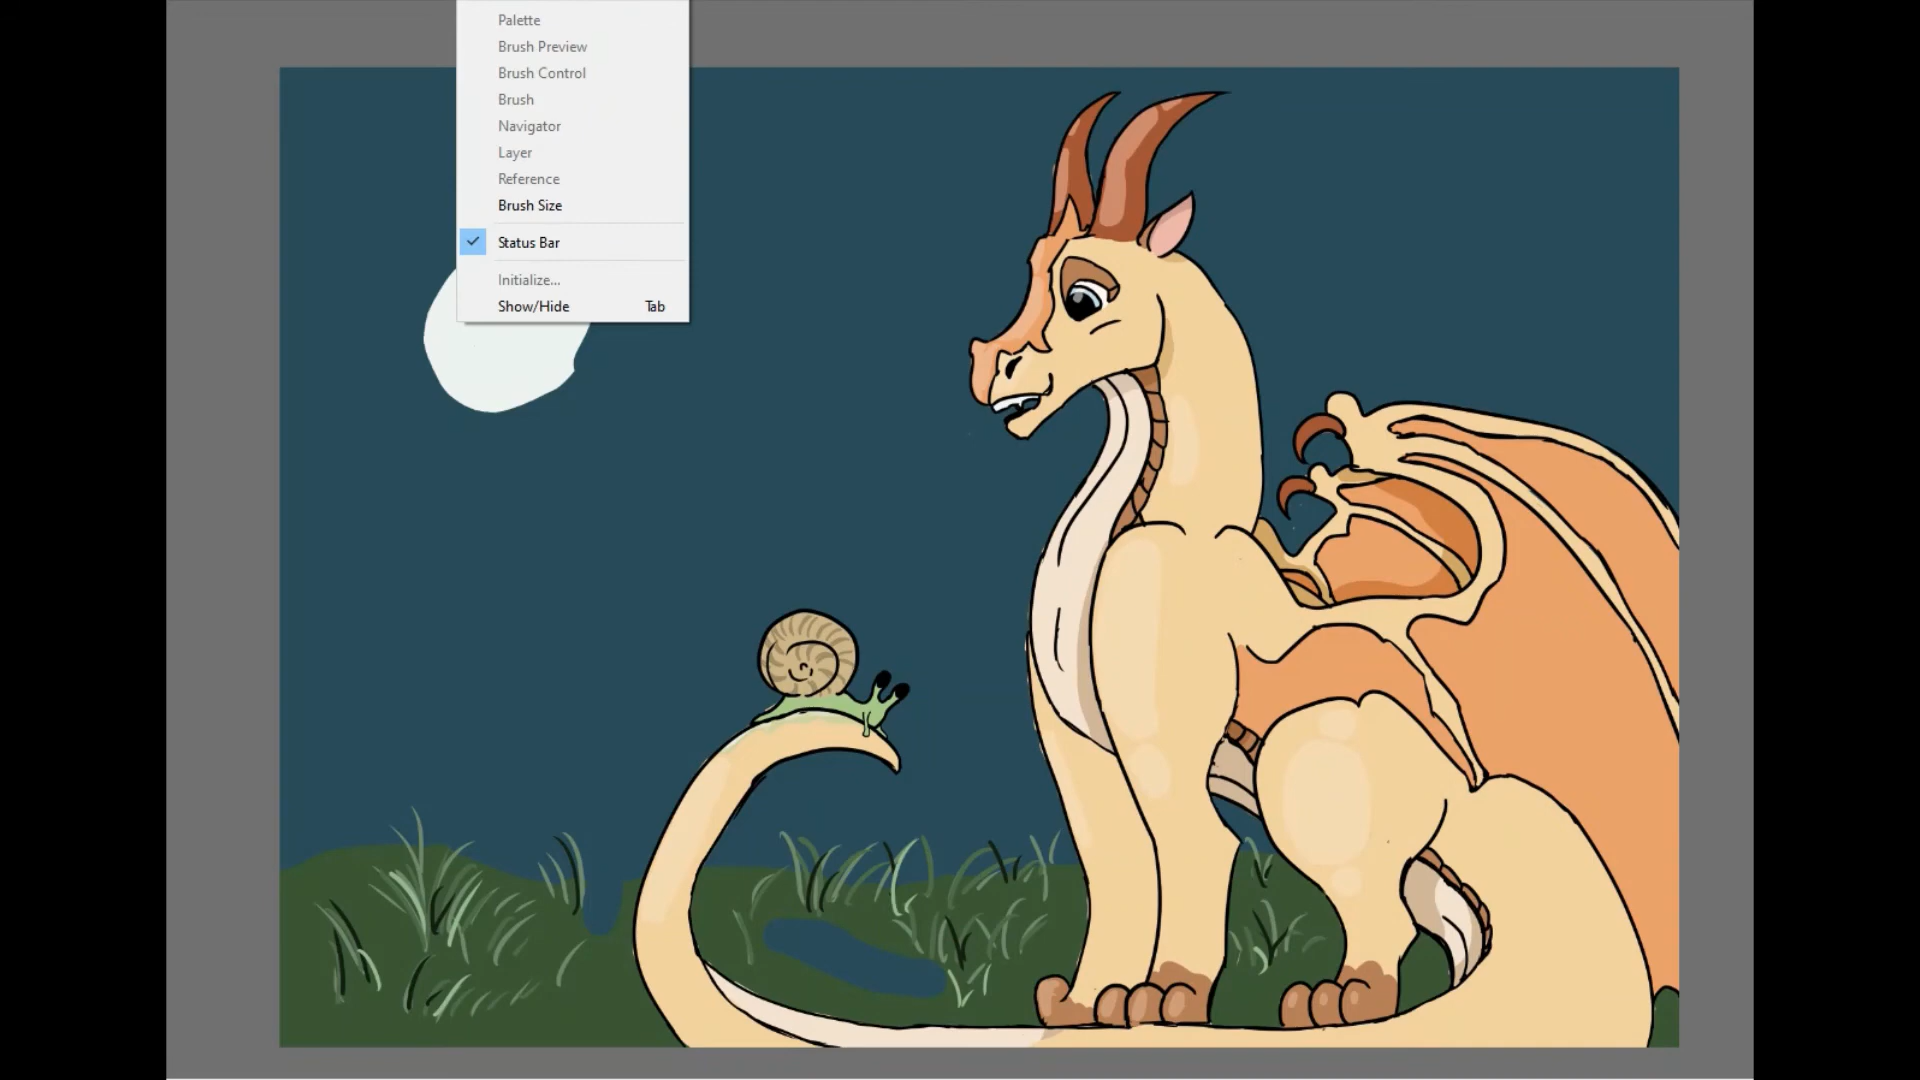 Palette
Brush Preview
Brush Control
Brush
Navigator
Layer
Reference
Brush Size
Status Bar
Initialize...
Show/Hide Tab